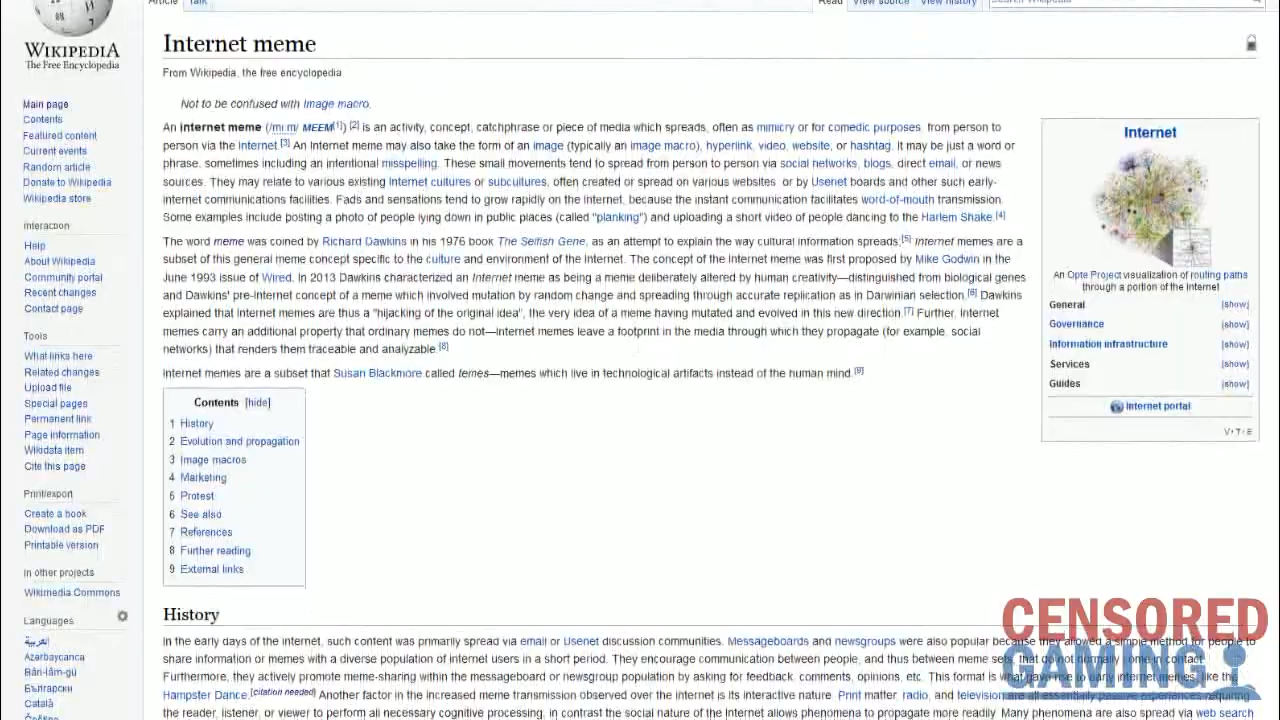 Article Talk Read View source View history Search Wikipedia
WIKIPEDIA
The Free Encyclopedia
Internet meme
From Wikipedia, the free encyclopedia
Not to be confused with Image macro.
An internet meme (/miːm/ MEEM[1]) [2] is an activity, concept, catchphrase or piece of media which spreads, often as mimicry or for comedic purposes from person to
person via the Internet.[3] An Internet meme may also take the form of an image (typically an image macro), hyperlink, video, website, or hashtag. It may be just a word or
phrase, sometimes including an intentional misspelling. These small movements tend to spread from person to person via social networks, blogs, direct email, or news
sources. They may relate to various existing Internet cultures or subcultures, often created or spread on various websites or by Usenet boards and other such early-
internet communications facilities. Fads and sensations tend to grow rapidly on the Internet, because the instant communication facilitates word-of-mouth transmission.
Some examples include posting a photo of people lying down in public places (called "planking") and uploading a short video of people dancing to the Harlem Shake.[4]
The word meme was coined by Richard Dawkins in his 1976 book The Selfish Gene, as an attempt to explain the way cultural information spreads;[5] Internet memes are a
subset of this general meme concept specific to the culture and environment of the Internet. The concept of the Internet meme was first proposed by Mike Godwin in the
June 1993 issue of Wired. In 2013 Dawkins characterized an Internet meme as being a meme deliberately altered by human creativity—distinguished from biological genes
and Dawkins' pre-Internet concept of a meme which involved mutation by random change and spreading through accurate replication as in Darwinian selection.[6] Dawkins
explained that Internet memes are thus a "hijacking of the original idea", the very idea of a meme having mutated and evolved in this new direction.[7] Further, Internet
memes carry an additional property that ordinary memes do not—Internet memes leave a footprint in the media through which they propagate (for example, social
networks) that renders them traceable and analyzable.[8]
Internet memes are a subset that Susan Blackmore called temes—memes which live in technological artifacts instead of the human mind.[9]
Internet
An Opte Project visualization of routing paths
through a portion of the Internet
General [show]
Governance [show]
Information infrastructure [show]
Services [show]
Guides [show]
Internet portal
V·T·E
Main page
Contents
Featured content
Current events
Random article
Donate to Wikipedia
Wikipedia store
Interaction
Help
About Wikipedia
Community portal
Recent changes
Contact page
Tools
What links here
Related changes
Upload file
Special pages
Permanent link
Page information
Wikidata item
Cite this page
Print/export
Create a book
Download as PDF
Printable version
In other projects
Wikimedia Commons
Languages
العربية
Azərbaycanca
Bân-lâm-gú
Български
Català
Čeština
Contents [hide]
1 History
2 Evolution and propagation
3 Image macros
4 Marketing
5 Protest
6 See also
7 References
8 Further reading
9 External links
History
In the early days of the Internet, such content was primarily spread via email or Usenet discussion communities. Messageboards and newsgroups were also popular because they allowed a simple method for people to
share information or memes with a diverse population of internet users in a short period. They encourage communication between people, and thus between meme sets, that do not normally come in contact.
Furthermore, they actively promote meme-sharing within the messageboard or newsgroup population by asking for feedback, comments, opinions, etc. This format is what gave rise to early internet memes, like the
Hampster Dance.[citation needed] Another factor in the increased meme transmission observed over the internet is its interactive nature. Print matter, radio, and television are all essentially passive experiences requiring
the reader, listener, or viewer to perform all necessary cognitive processing; in contrast the social nature of the Internet allows phenomena to propagate more readily. Many phenomena are also spread via web search
CENSORED
GAMING